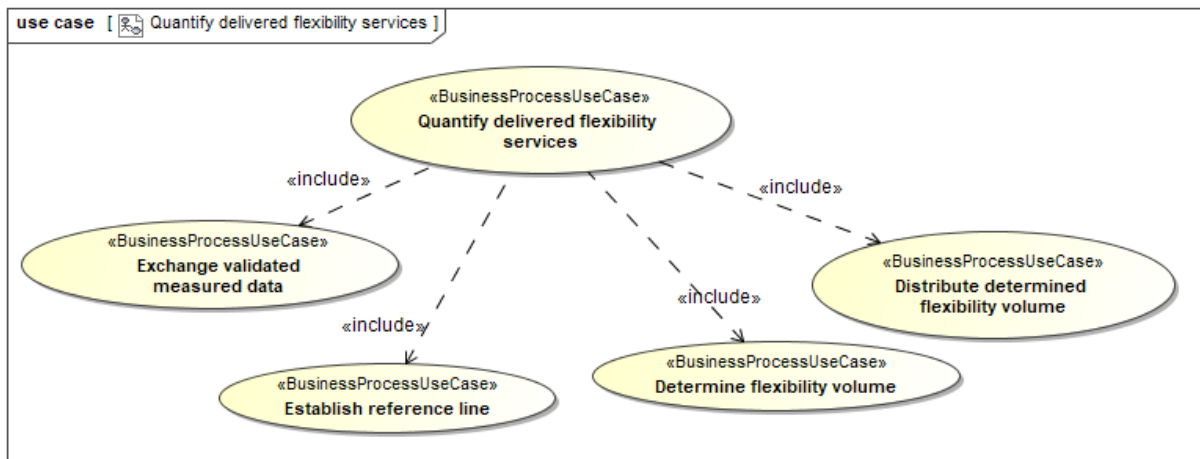 use case [ Quantify delivered flexibility services ]
«BusinessProcessUseCase»
Quantify delivered flexibility
services
«include»
«include»
«BusinessProcessUseCase»
Exchange validated
measured data
«BusinessProcessUseCase»
Distribute determined
flexibility volume
«include»
«include»
«BusinessProcessUseCase»
Determine flexibility volume
«BusinessProcessUseCase»
Establish reference line